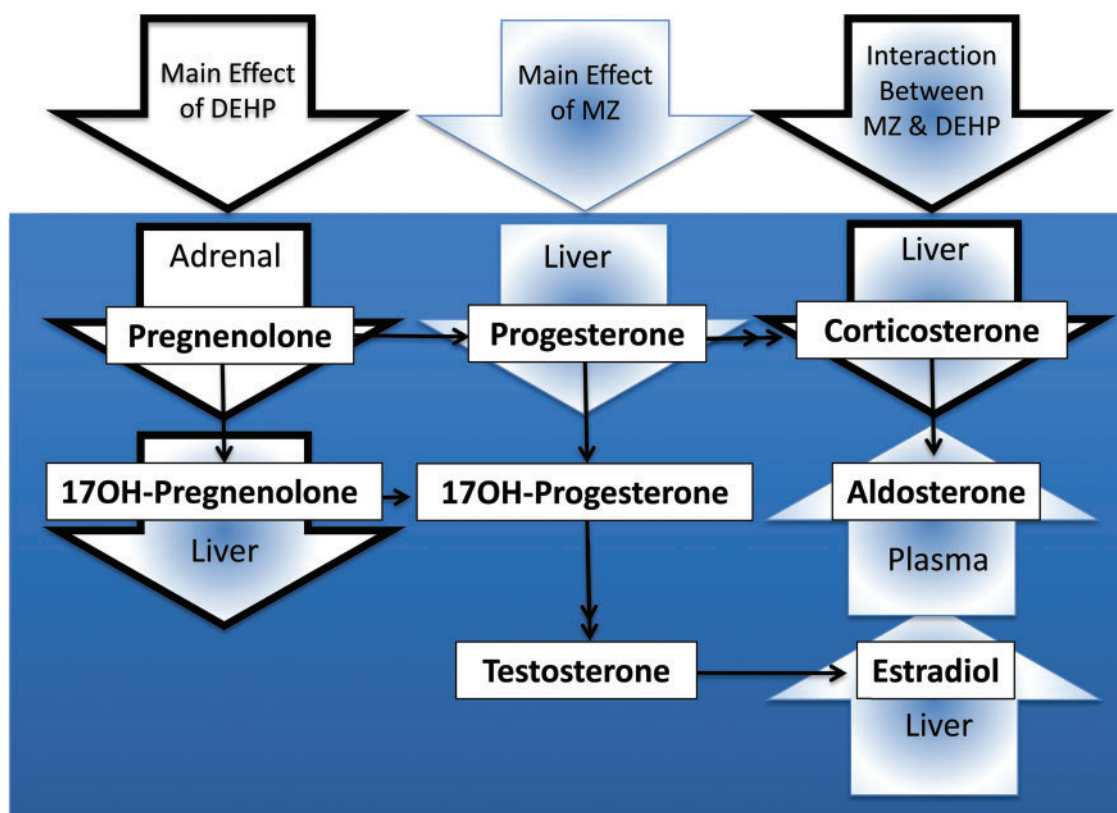 Main Effect
of DEHP
Main Effect
of MZ
Interaction
Between
MZ & DEHP
Adrenal
Liver
Liver
Pregnenolone
Progesterone
Corticosterone
17OH-Pregnenolone
17OH-Progesterone
Aldosterone
Liver
Plasma
Testosterone
Estradiol
Liver